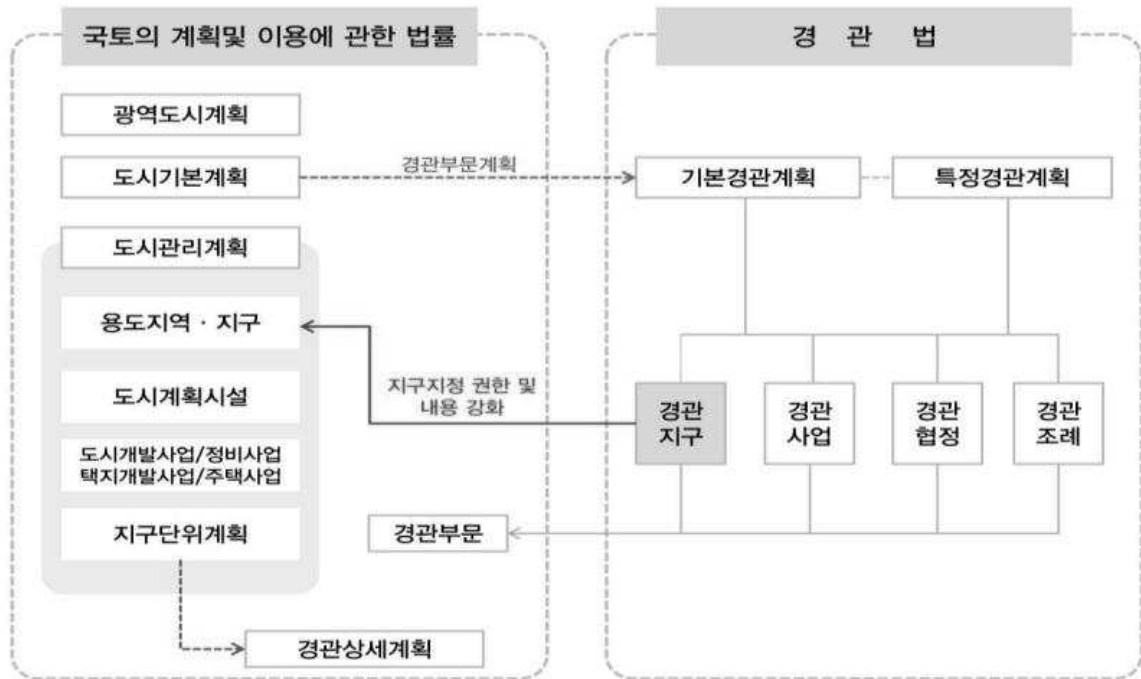 국토의 계획및 이용에 관한 법률
경 관 법
광역도시계획
도시기본계획
경관부문계획
기본경관계획
특정경관계획
도시관리계획
용도지역 · 지구
지구지정 권한 및
내용 강화
도시계획시설
경관
지구
경관
사업
경관
협정
경관
조례
도시개발사업/정비사업
택지개발사업/주택사업
지구단위계획
경관부문
경관상세계획